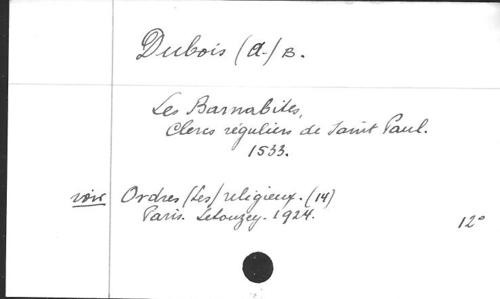 Dubois (A.) B.
Les Barnabites,
Clercs réguliers de Saint Paul.
1533.
voir Ordres (Les) religieux. (14)
Paris. Letouzey. 1924.
12°